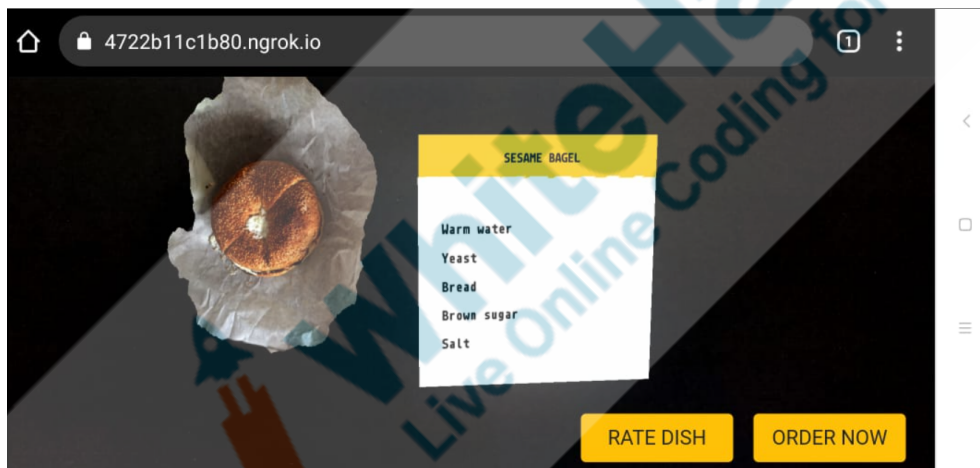 4722b11c1b80.ngrok.io
1
SESAME BAGEL
Warm water
Yeast
Bread
Brown sugar
Salt
RATE DISH
ORDER NOW
WhiteHa
Live Online Coding for